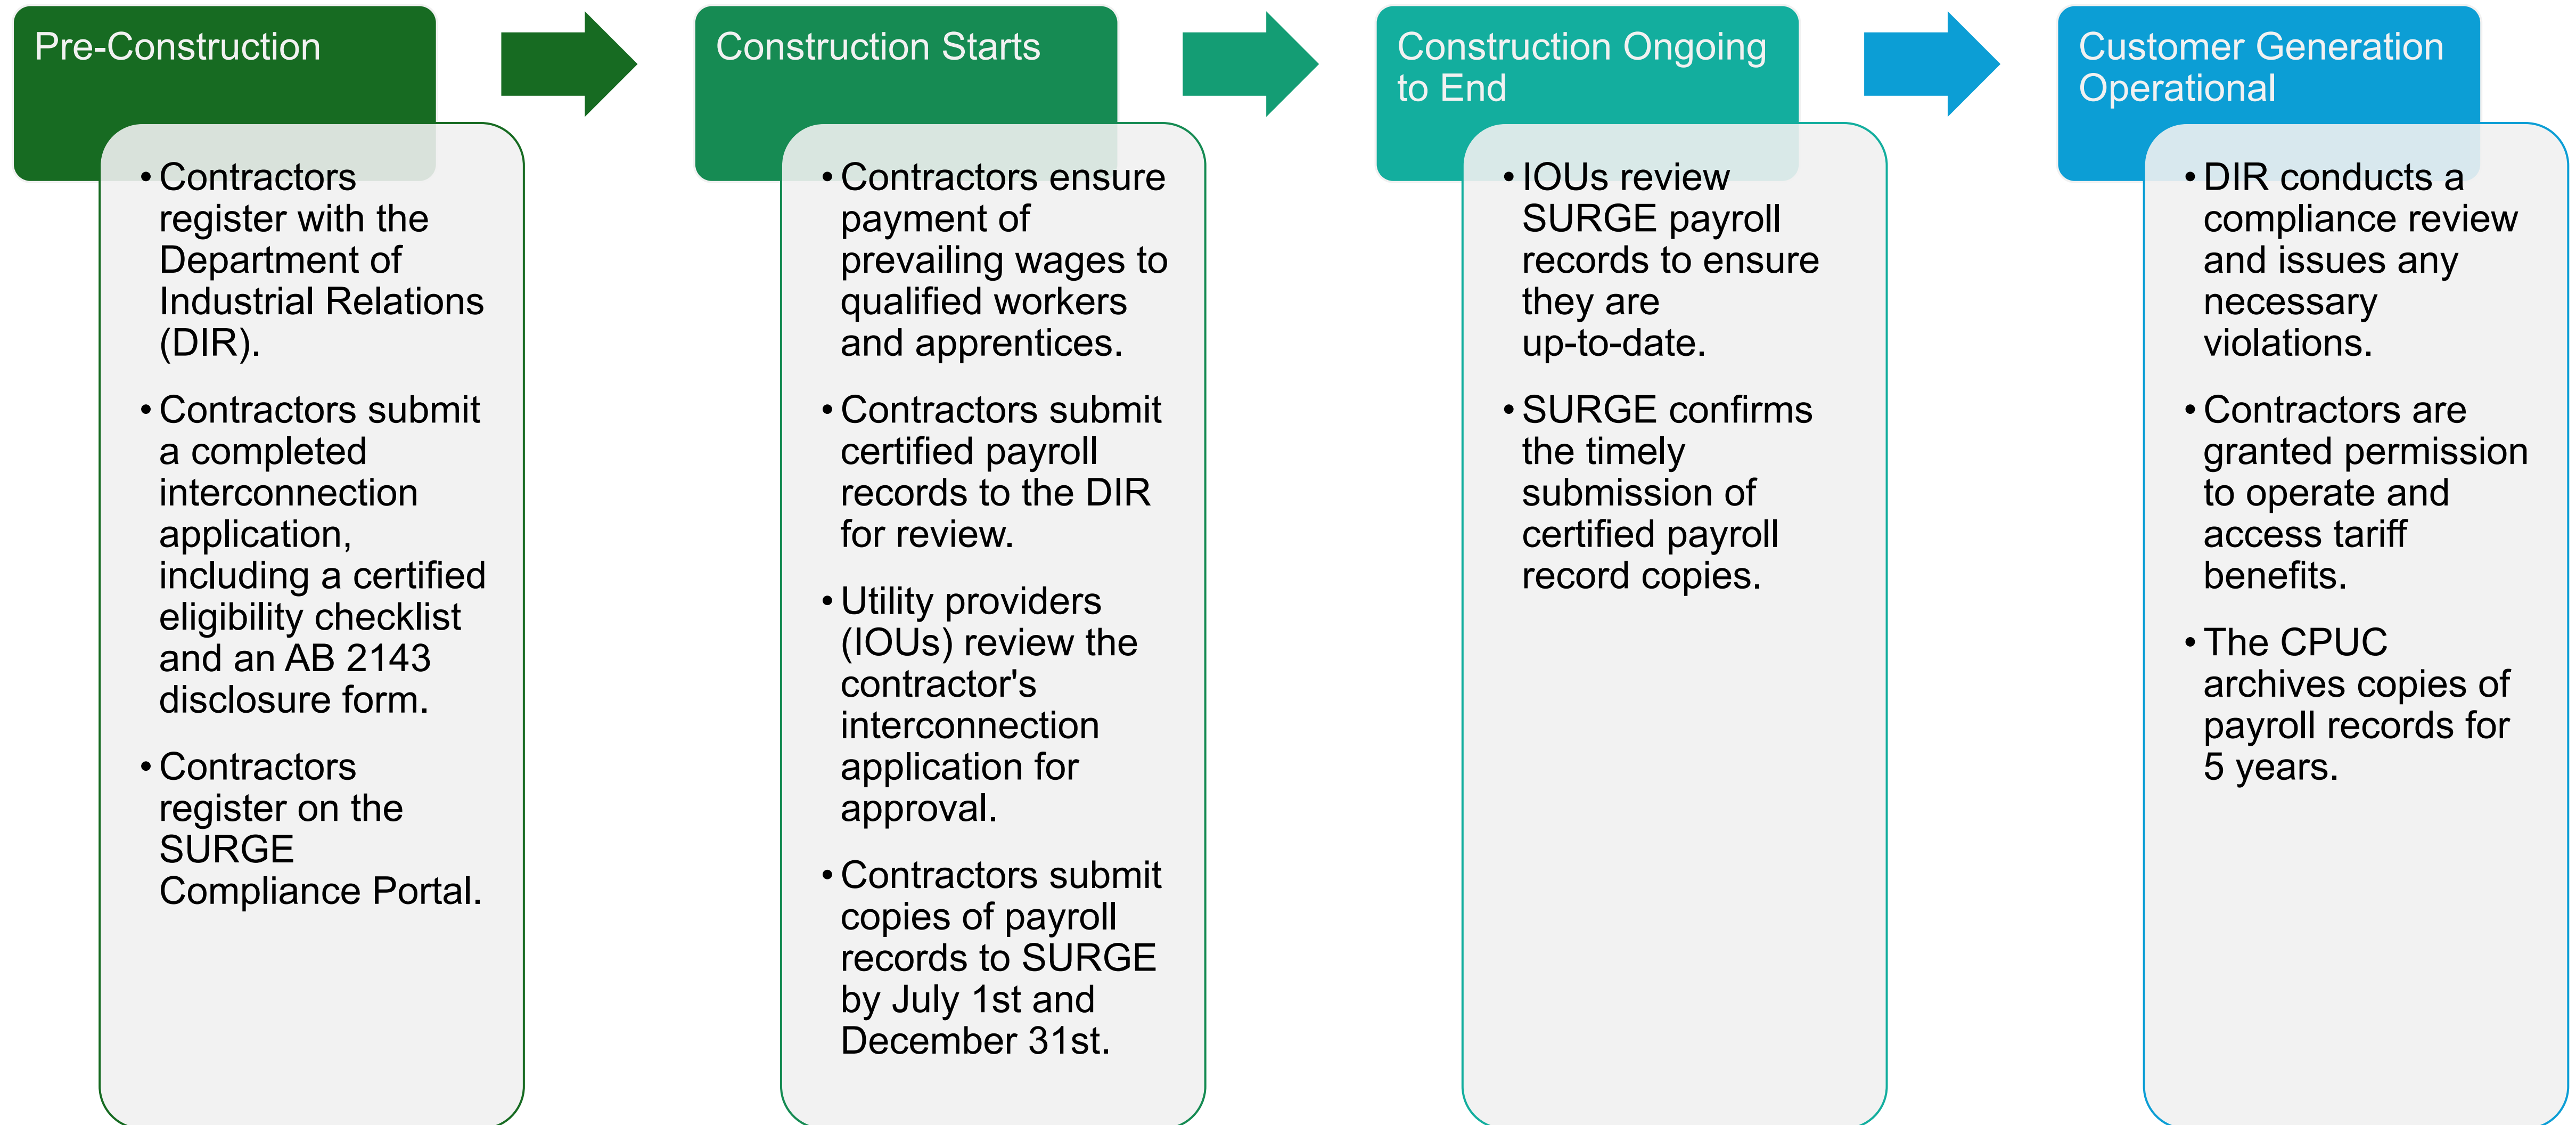 Pre-Construction
• Contractors
register with the
Department of
Industrial Relations
(DIR).
• Contractors submit
a completed
interconnection
application,
including a certified
eligibility checklist
and an AB 2143
disclosure form.
• Contractors
register on the
SURGE
Compliance Portal.
Construction Starts
• Contractors ensure
payment of
prevailing wages to
qualified workers
and apprentices.
• Contractors submit
certified payroll
records to the DIR
for review.
• Utility providers
(IOUs) review the
contractor's
interconnection
application for
approval.
• Contractors submit
copies of payroll
records to SURGE
by July 1st and
December 31st.
Construction Ongoing
to End
• IOUs review
SURGE payroll
records to ensure
they are
up-to-date.
• SURGE confirms
the timely
submission of
certified payroll
record copies.
Customer Generation
Operational
• DIR conducts a
compliance review
and issues any
necessary
violations.
• Contractors are
granted permission
to operate and
access tariff
benefits.
• The CPUC
archives copies of
payroll records for
5 years.